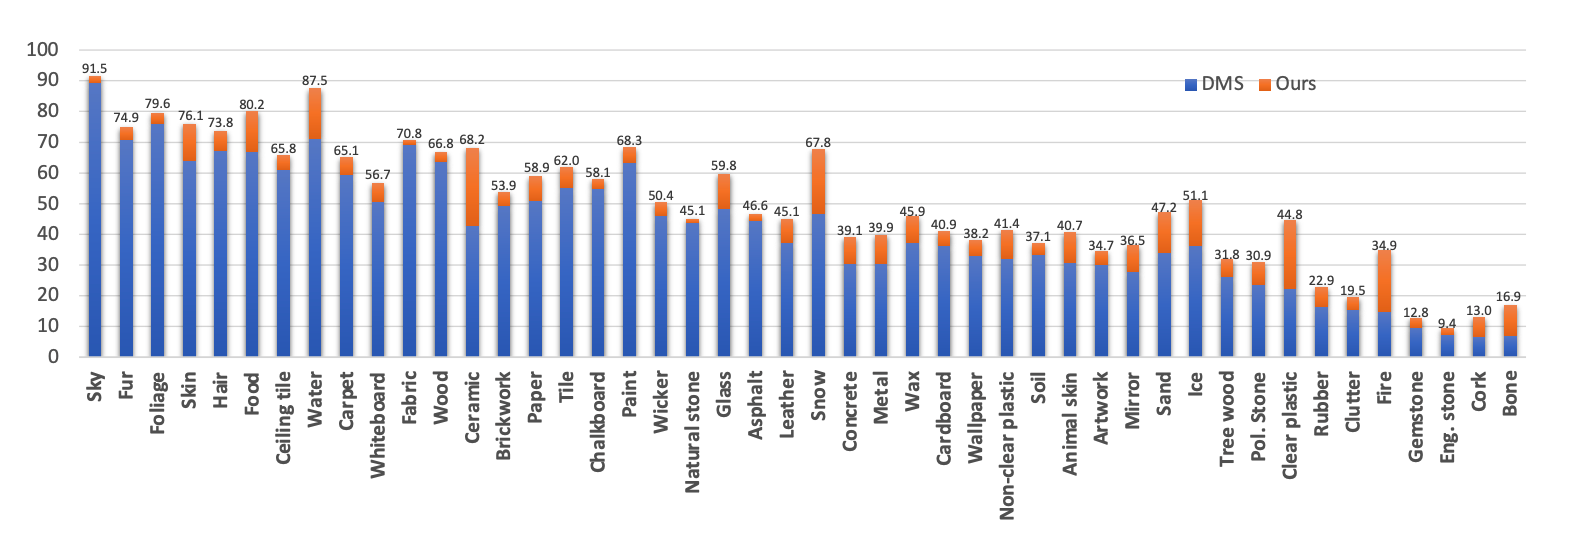 100
90
80
70
60
50
40
30
20
10
0
DMS Ours
91.5
74.9
79.6
76.1
73.8
80.2
65.8
87.5
65.1
56.7
70.8
66.8
68.2
53.9
58.9
62.0
58.1
68.3
50.4
45.1
59.8
46.6
45.1
67.8
39.1
39.9
45.9
40.9
38.2
41.4
37.1
40.7
34.7
36.5
47.2
51.1
31.8
30.9
44.8
22.9
19.5
34.9
12.8
9.4
13.0
16.9
Sky
Fur
Foliage
Skin
Hair
Food
Ceiling tile
Water
Carpet
Whiteboard
Fabric
Wood
Ceramic
Brickwork
Paper
Tile
Chalkboard
Paint
Wicker
Natural stone
Glass
Asphalt
Leather
Snow
Concrete
Metal
Wax
Cardboard
Wallpaper
Non-clear plastic
Soil
Animal skin
Artwork
Mirror
Sand
Ice
Tree wood
Pol. Stone
Clear plastic
Rubber
Clutter
Fire
Gemstone
Eng. stone
Cork
Bone